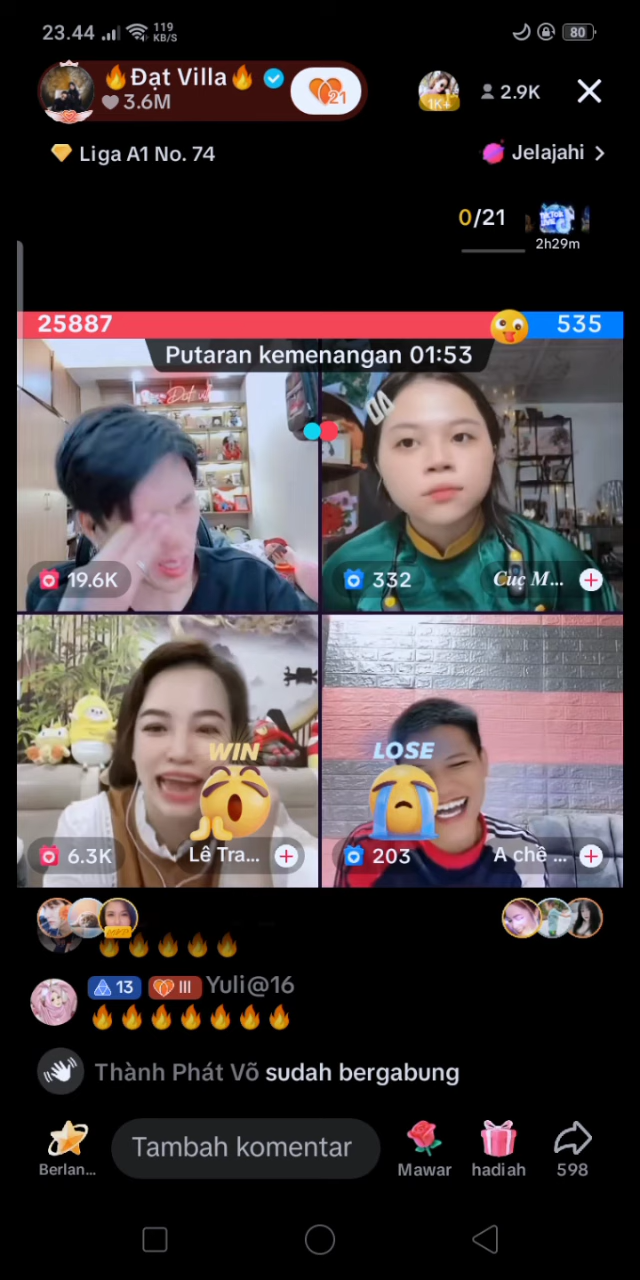 23.44
119
KB/S
80
🔥Đạt Villa🔥
3.6M
21
1K+
2.9K
Liga A1 No. 74
Jelajahi
0/21
2h29m
25887
535
Putaran kemenangan 01:53
19.6K
332
Cúc M...
WIN
LOSE
6.3K
Lê Tra...
203
A chề ...
🔥🔥🔥🔥🔥
13
III
Yuli@16
🔥🔥🔥🔥🔥🔥🔥
Thành Phát Võ sudah bergabung
Berlan...
Tambah komentar
Mawar
hadiah
598